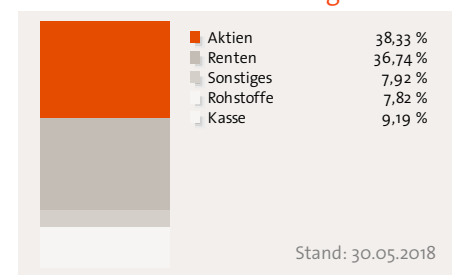 Aktien 38,33 %
Renten 36,74 %
Sonstiges 7,92 %
Rohstoffe 7,82 %
Kasse 9,19 %
Stand: 30.05.2018